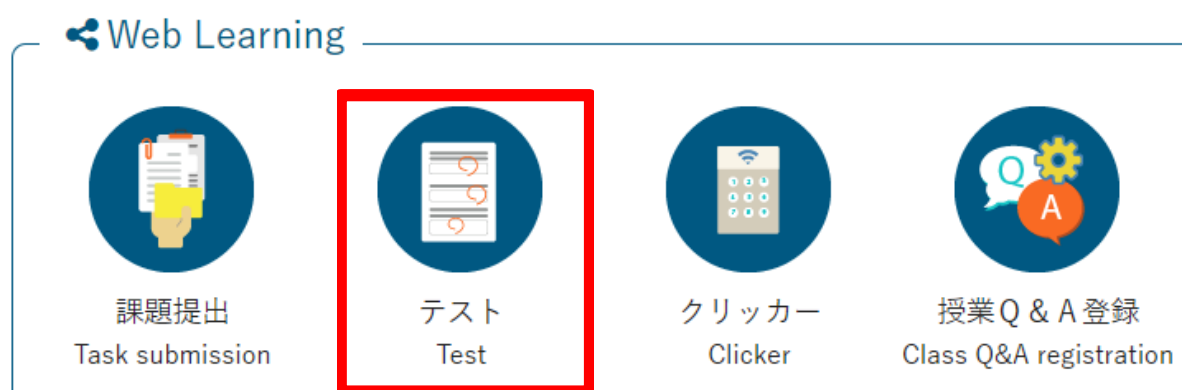 Web Learning
課題提出
Task submission
テスト
Test
クリッカー
Clicker
Q
A
授業Q & A登録
Class Q&A registration